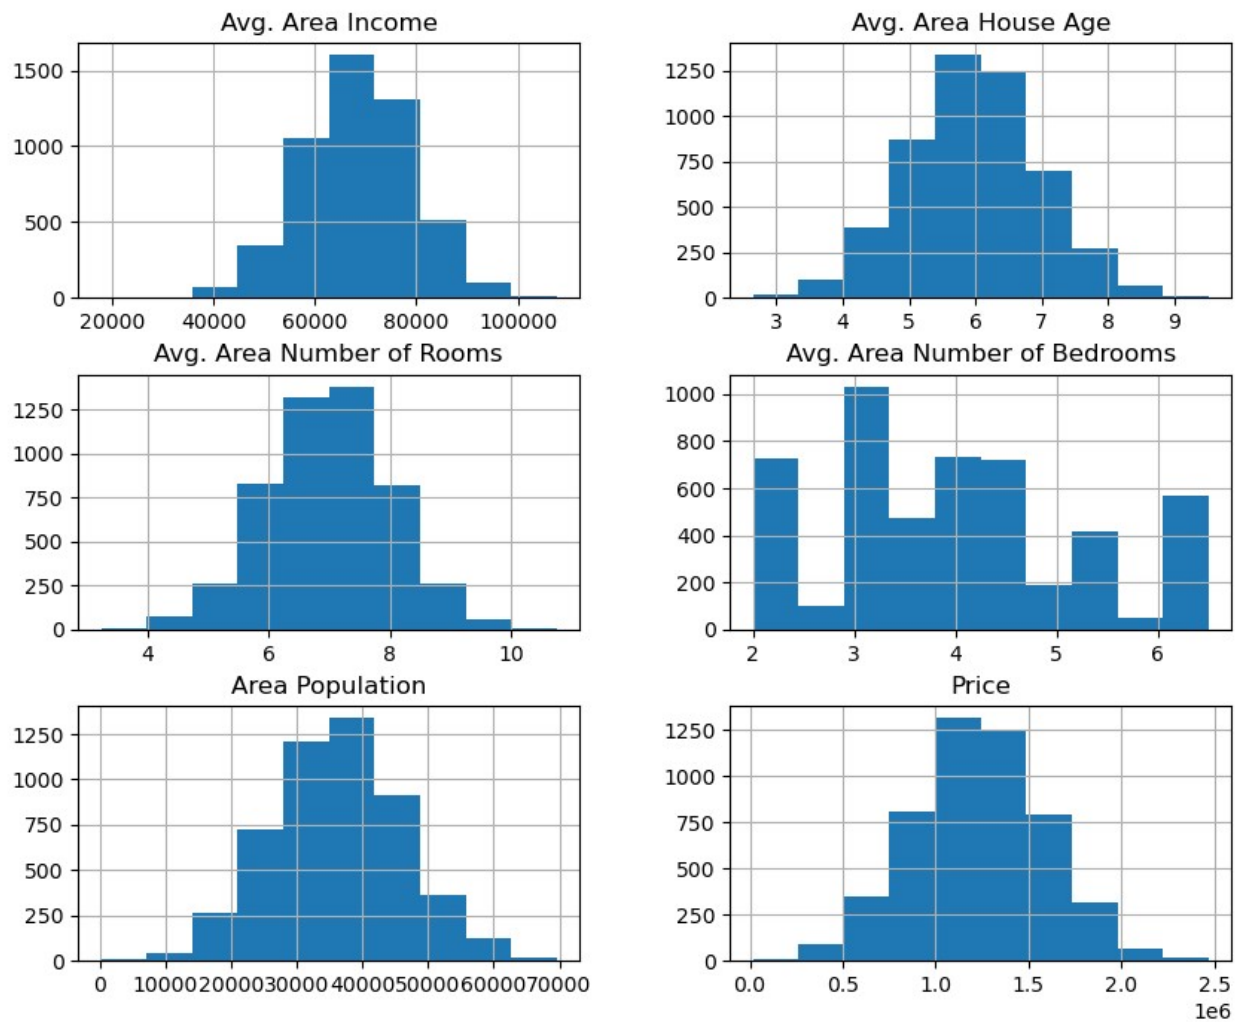 Avg. Area Income
1500
1000
500
0
20000 40000 60000 80000 100000
Avg. Area House Age
1250
1000
750
500
250
0
3 4 5 6 7 8 9
Avg. Area Number of Rooms
1250
1000
750
500
250
0
4 6 8 10
Avg. Area Number of Bedrooms
1000
800
600
400
200
0
2 3 4 5 6
Area Population
1250
1000
750
500
250
0
0 10000 20000 30000 40000 50000 60000 70000
Price
1250
1000
750
500
250
0
0.0 0.5 1.0 1.5 2.0 2.5
1e6